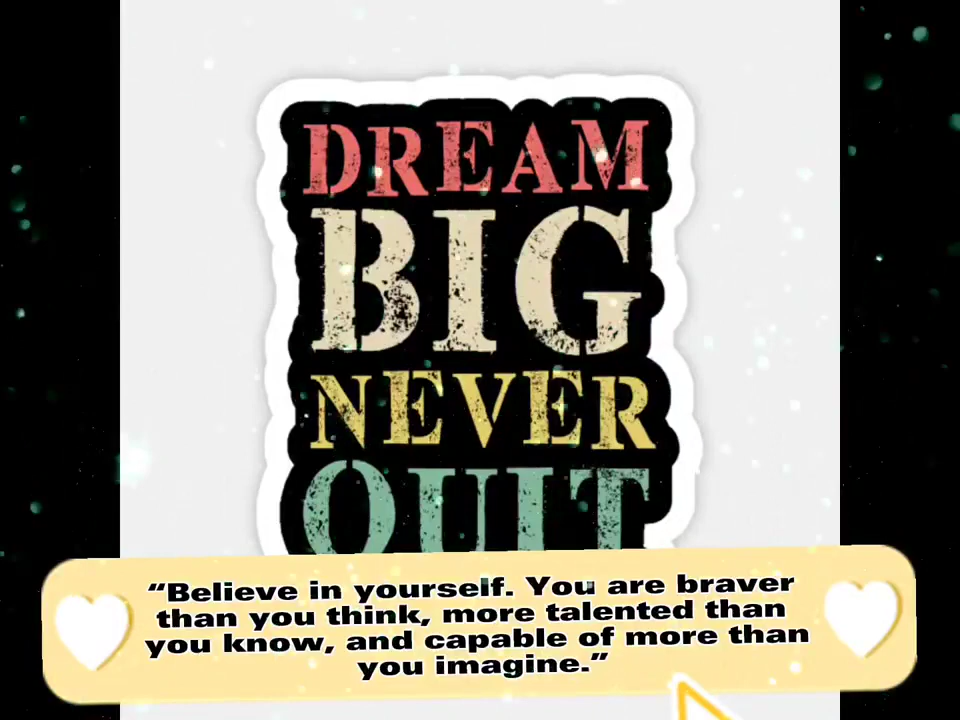 DREAM
BIG
NEVER
QUIT
“Believe in yourself. You are braver
than you think, more talented than
you know, and capable of more than
you imagine.”